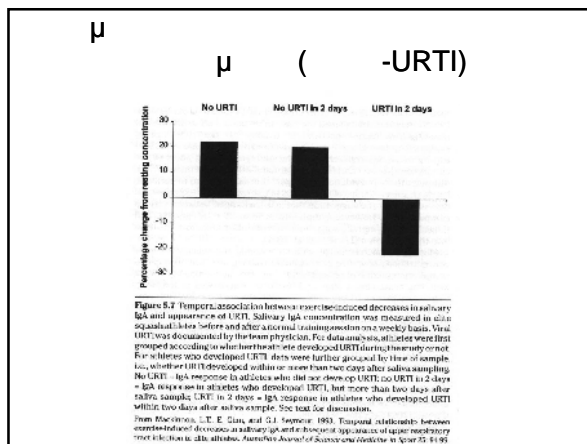 μ
μ ( -URTI)
No URTI No URTI in 2 days URTI in 2 days
Percentage change from resting concentration
30
20
10
0
-10
-20
-30
Figure 5.7 Temporal association between exercise-induced decreases in salivary
IgA and appearance of URTI. Salivary IgA concentration was measured in elite
squash athletes before and after a normal training session on a weekly basis. Viral
URTI was documented by the team physician. For data analysis, athletes were first
grouped according to whether the athlete developed URTI during the study or not.
For athletes who developed URTI, data were further grouped by time of sample,
i.e., whether URTI developed within or more than two days after saliva sampling.
No URTI = IgA response in athletes who did not develop URTI; no URTI in 2 days
= IgA response in athletes who developed URTI, but more than two days after
saliva sample; URTI in 2 days = IgA response in athletes who developed URTI
within two days after saliva sample. See text for discussion.
From Mackinnon, L.T., E. Ginn, and G.J. Seymour. 1993. Temporal relationship between
exercise-induced decreases in salivary IgA and subsequent appearance of upper respiratory
tract infection in elite athletes. Australian Journal of Science and Medicine in Sport 25: 94-99.